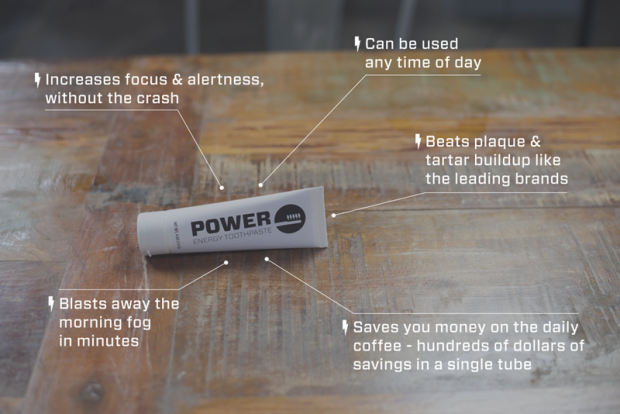 Can be used
any time of day
Increases focus & alertness,
without the crash
Beats plaque &
tartar buildup like
the leading brands
POWER
ENERGY TOOTHPASTE
Blasts away the
morning fog
in minutes
Saves you money on the daily
coffee - hundreds of dollars of
savings in a single tube